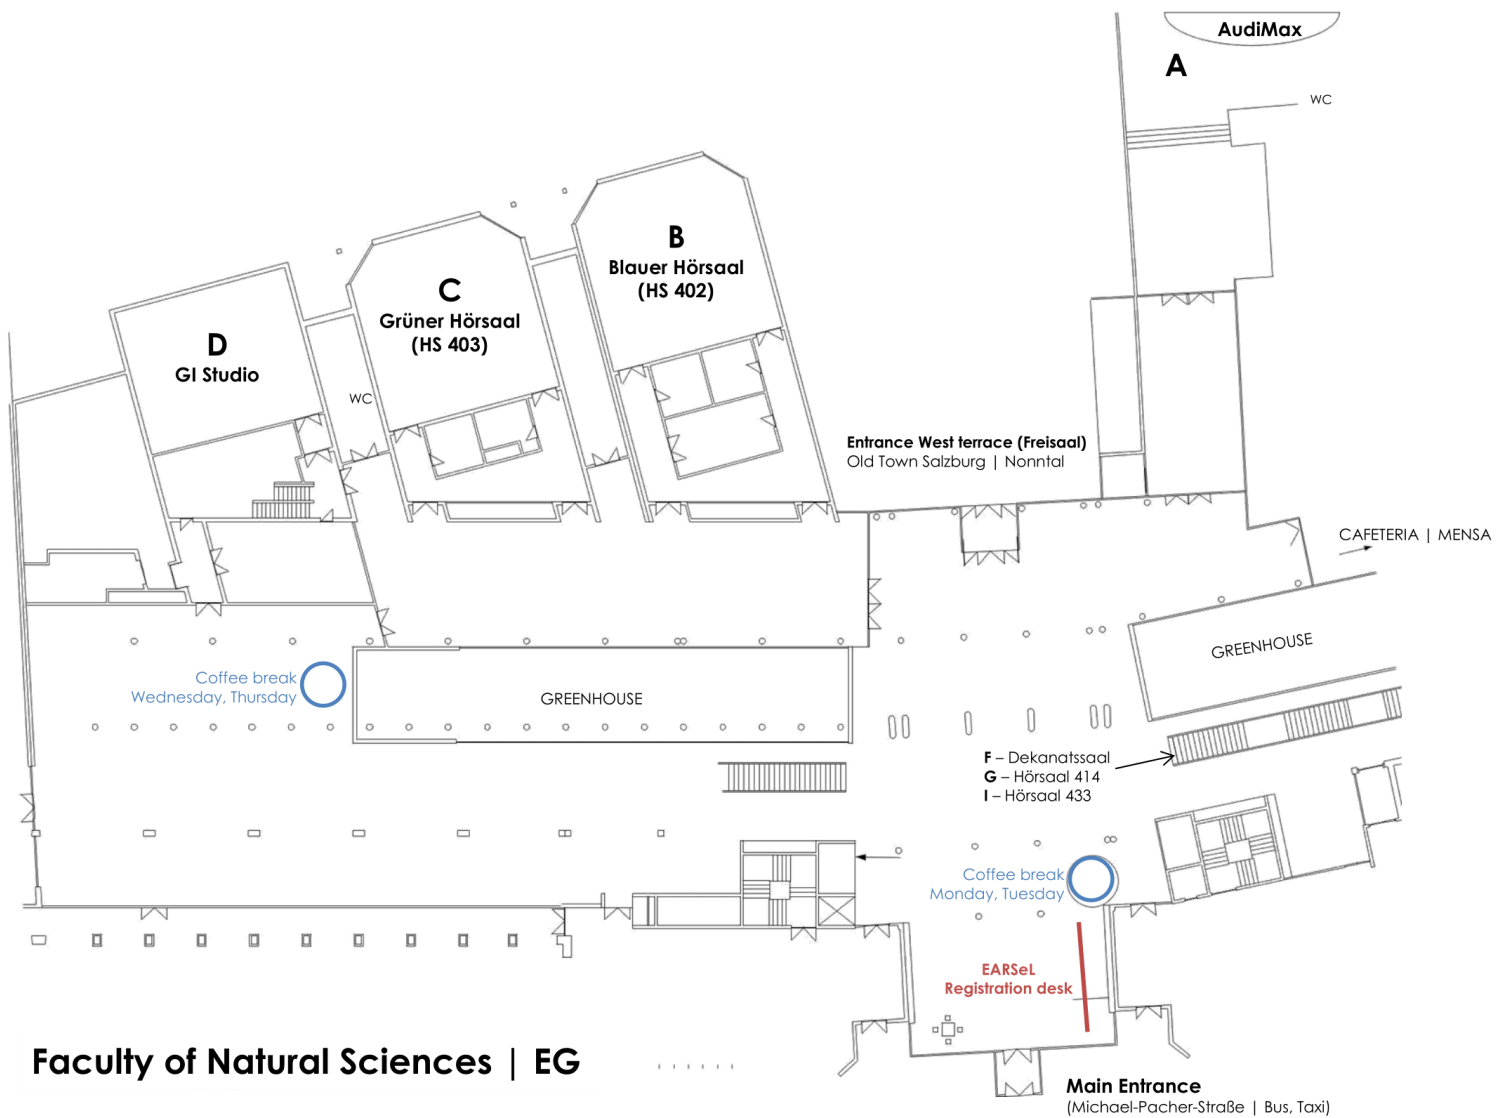 AudiMax
A
WC
B
Blauer Hörsaal
(HS 402)
C
Grüner Hörsaal
(HS 403)
D
GI Studio
WC
Entrance West terrace (Freisaal)
Old Town Salzburg | Nonntal
CAFETERIA | MENSA
GREENHOUSE
Coffee break
Wednesday, Thursday
GREENHOUSE
F – Dekanatssaal
G – Hörsaal 414
I – Hörsaal 433
Coffee break
Monday, Tuesday
EARSeL
Registration desk
Faculty of Natural Sciences | EG
Main Entrance
(Michael-Pacher-Straße | Bus, Taxi)